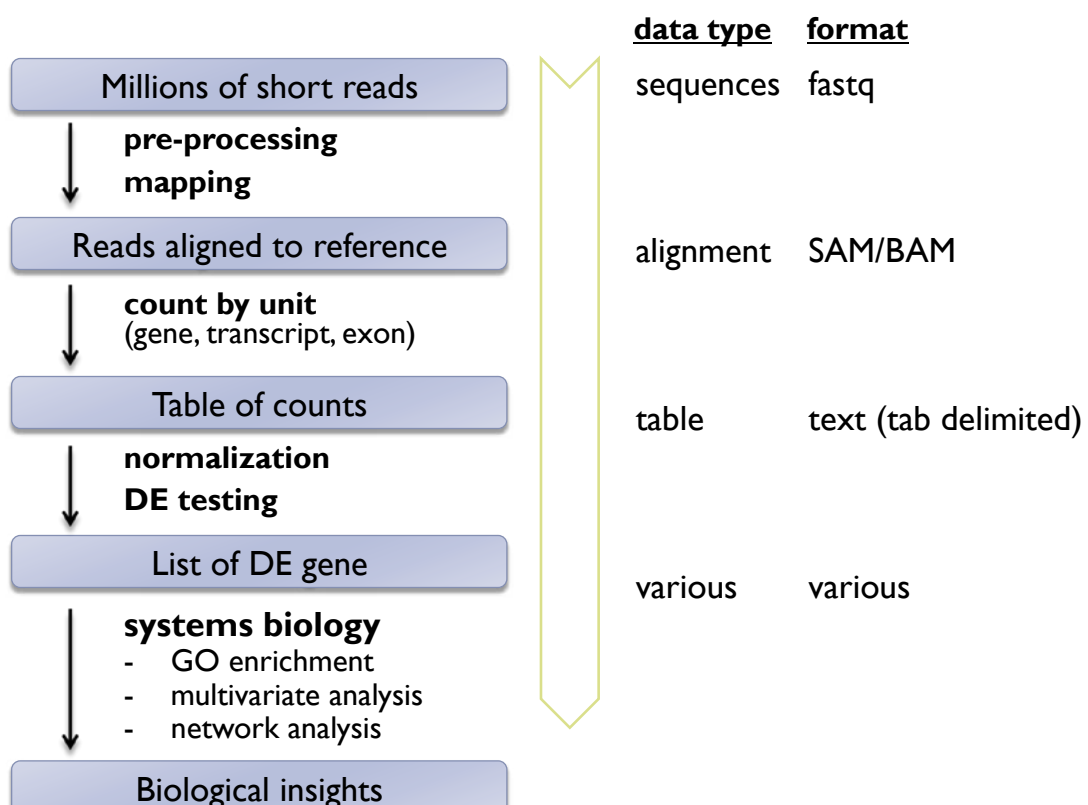 data type format
Millions of short reads
sequences fastq
pre-processing
mapping
Reads aligned to reference
alignment SAM/BAM
count by unit
(gene, transcript, exon)
Table of counts
table text (tab delimited)
normalization
DE testing
List of DE gene
various various
systems biology
- GO enrichment
- multivariate analysis
- network analysis
Biological insights